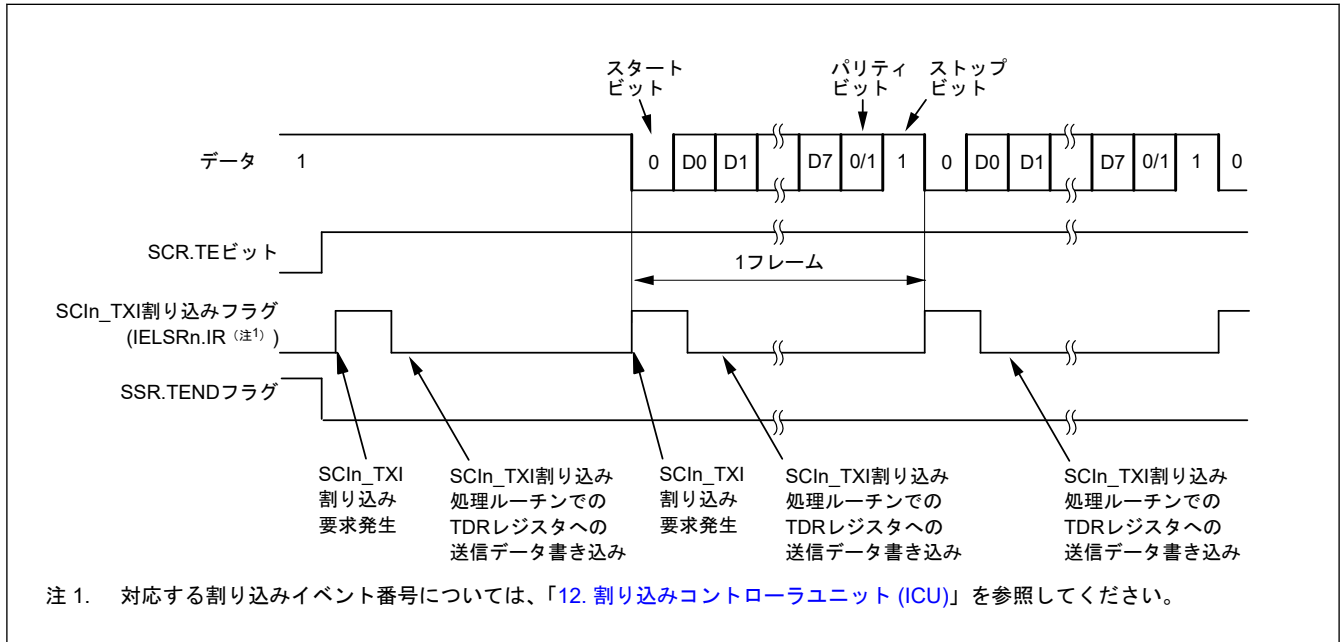 スタート
ビット
パリティ
ビット
ストップ
ビット
データ
1
0
D0
D1
D7
0/1
1
0
D0
D1
D7
0/1
1
0
SCR.TEビット
1フレーム
SCIn_TXI割り込みフラグ
(IELSRn.IR（注1）)
SSR.TENDフラグ
SCIn_TXI
割り込み
要求発生
SCIn_TXI割り込み
処理ルーチンでの
TDRレジスタへの
送信データ書き込み
SCIn_TXI
割り込み
要求発生
SCIn_TXI割り込み
処理ルーチンでの
TDRレジスタへの
送信データ書き込み
SCIn_TXI割り込み
処理ルーチンでの
TDRレジスタへの
送信データ書き込み
注 1. 対応する割り込みイベント番号については、「12. 割り込みコントローラユニット (ICU)」を参照してください。